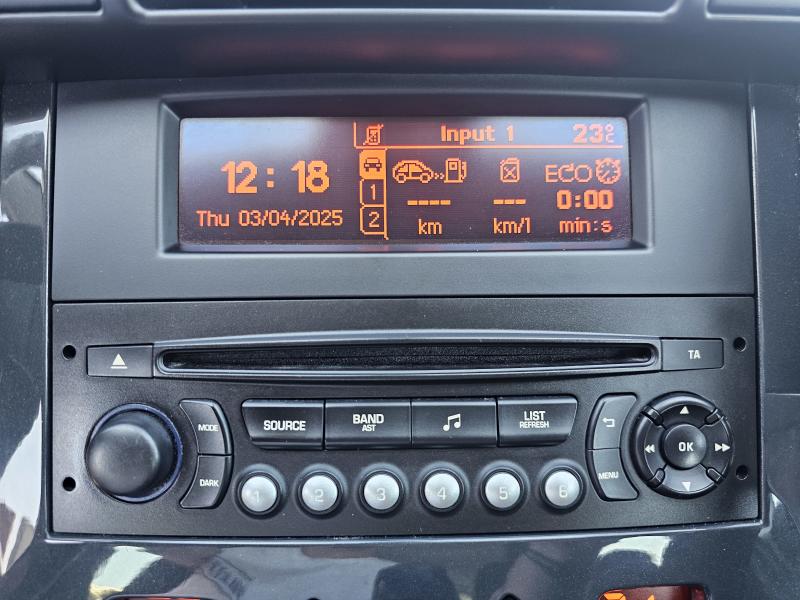 Input 1 23°C
12:18
Thu 03/04/2025
1
2
---- --- 0:00
km km/l min:s
ECO
TA
SOURCE
BAND
AST
LIST
REFRESH
MODE
DARK
MENU
OK
1 2 3 4 5 6